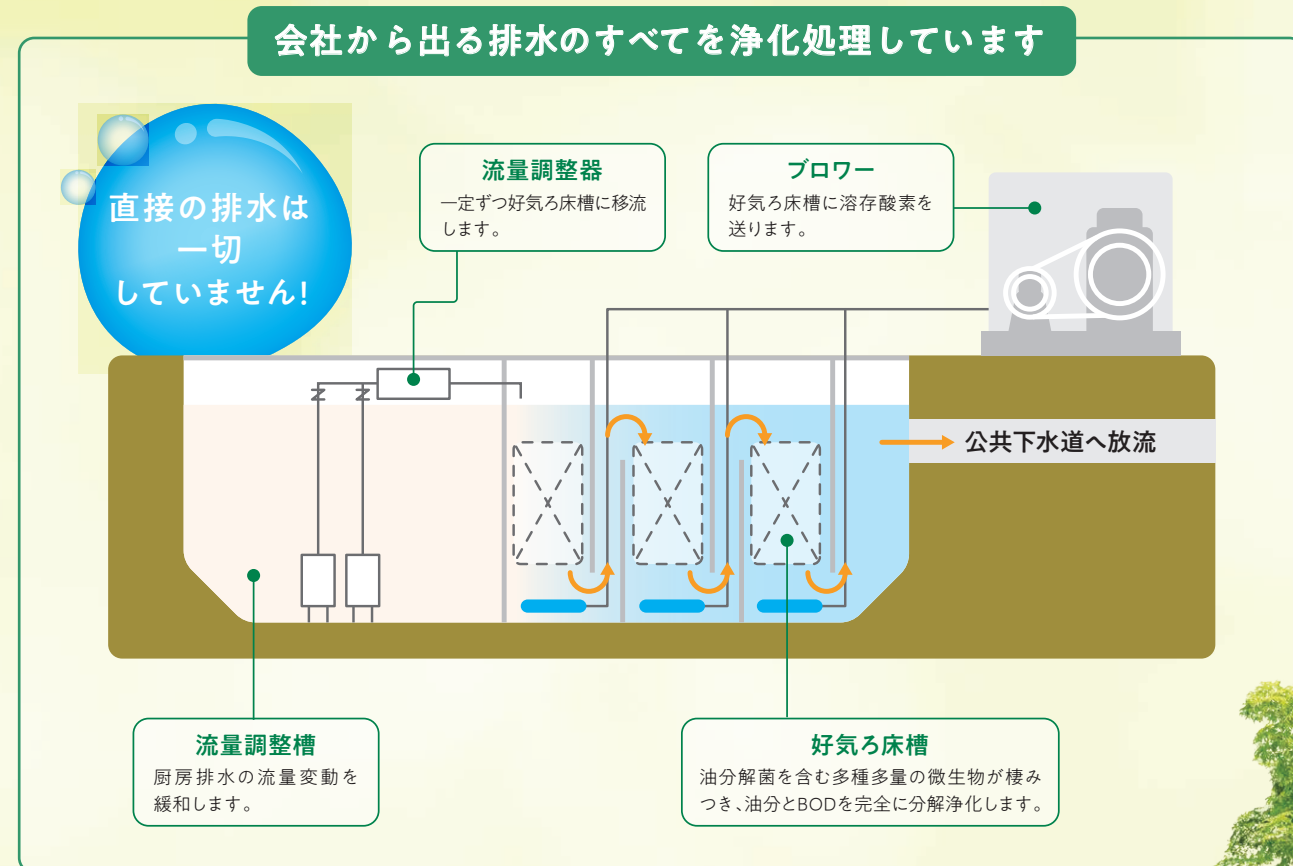 会社から出る排水のすべてを浄化処理しています
直接の排水は
一切
していません!
流量調整器
一定ずつ好気ろ床槽に移流
します。
ブロワー
好気ろ床槽に溶存酸素を
送ります。
公共下水道へ放流
流量調整槽
厨房排水の流量変動を
緩和します。
好気ろ床槽
油分解菌を含む多種多量の微生物が棲み
つき、油分とBODを完全に分解浄化します。